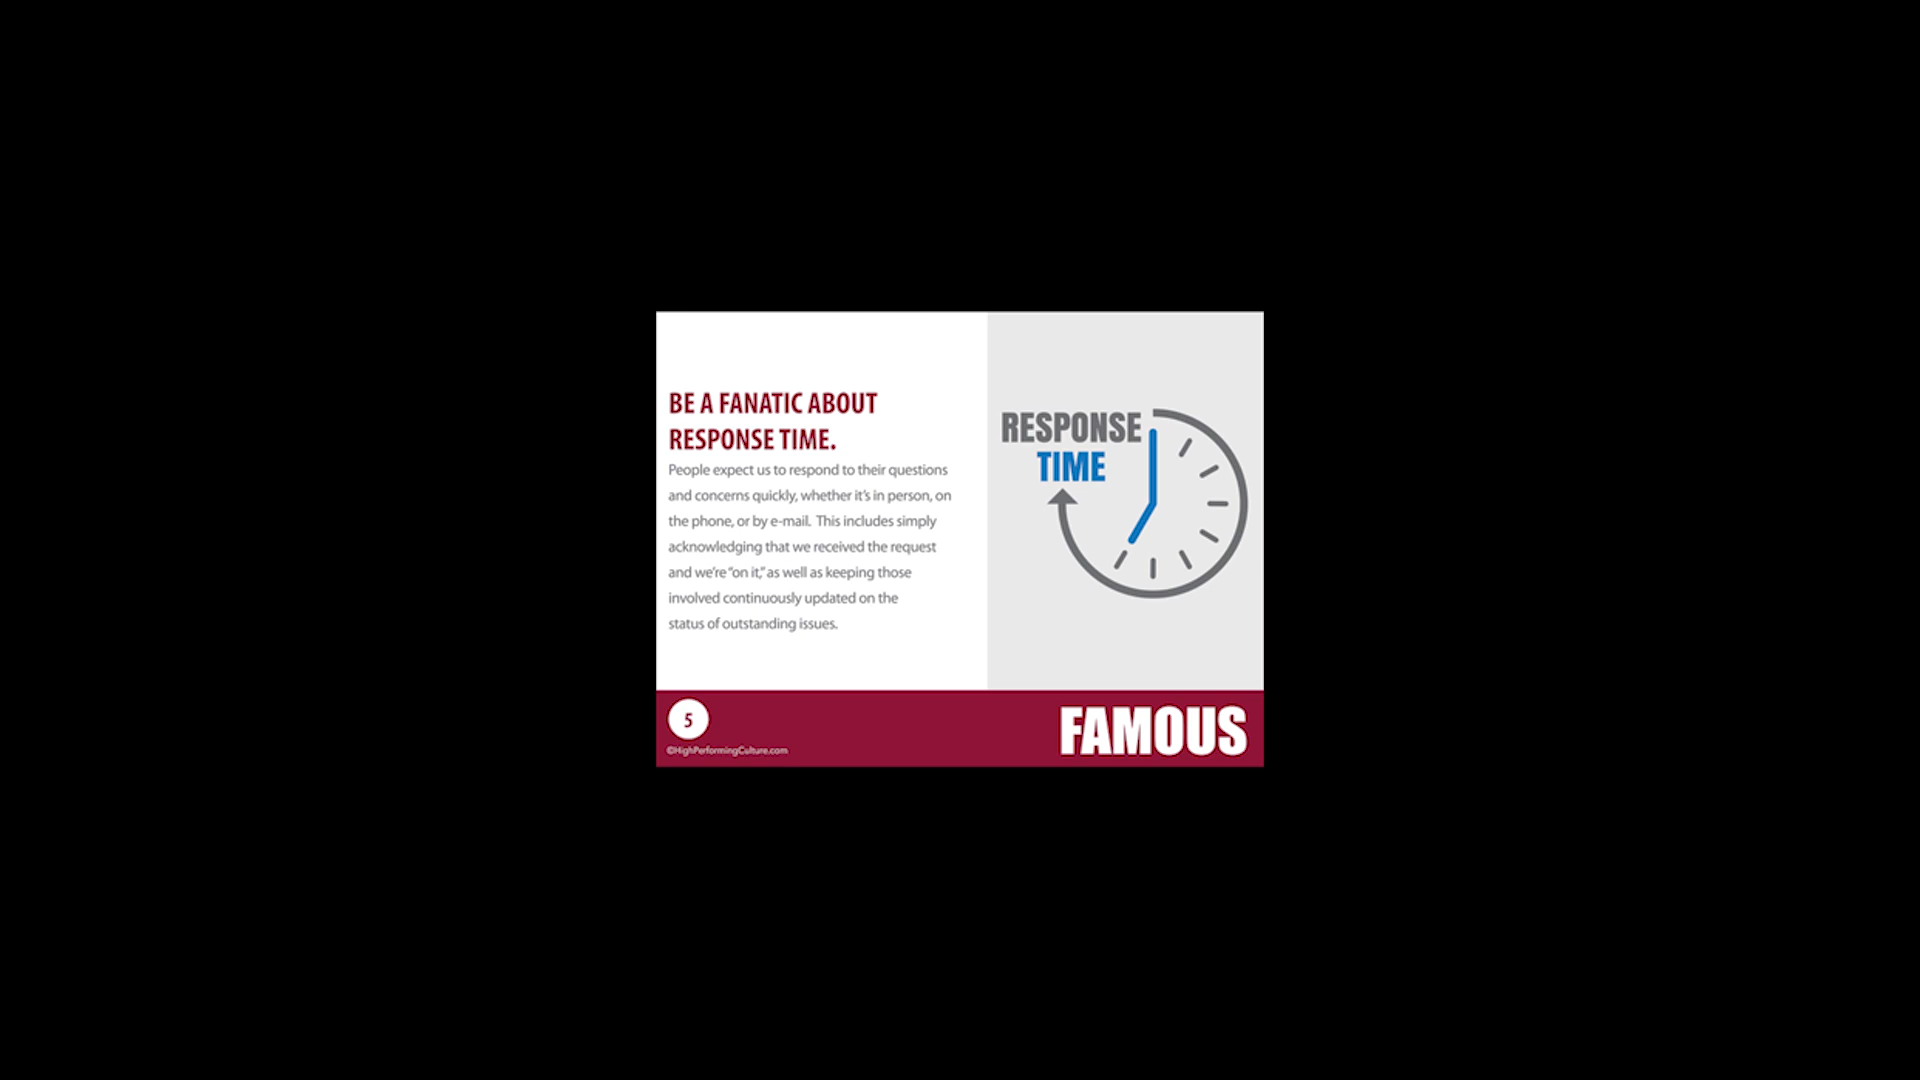 BE A FANATIC ABOUT
RESPONSE TIME.
People expect us to respond to their questions
and concerns quickly, whether it's in person, on
the phone, or by e-mail. This includes simply
acknowledging that we received the request
and we're "on it," as well as keeping those
involved continuously updated on the
status of outstanding issues.
RESPONSE
TIME
5
©HighPerformingCulture.com
FAMOUS